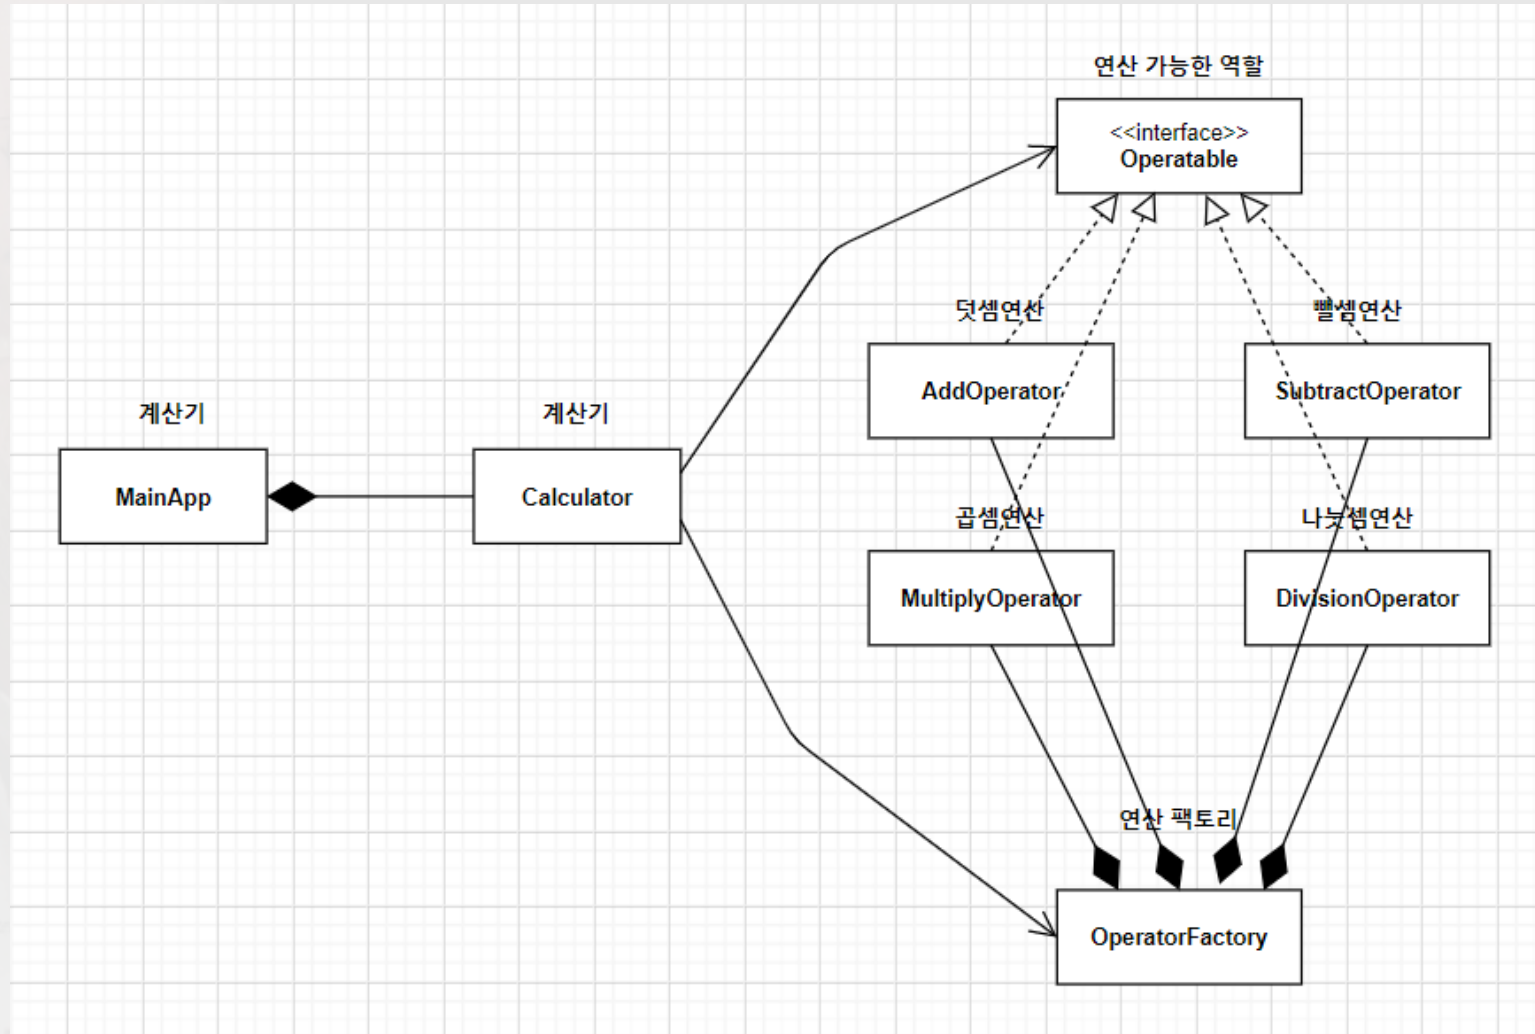 연산 가능한 역할
<<interface>>
Operatable
덧셈연산
뺄셈연산
AddOperator
SubtractOperator
계산기
계산기
MainApp
Calculator
곱셈연산
나눗셈연산
MultiplyOperator
DivisionOperator
연산 팩토리
OperatorFactory